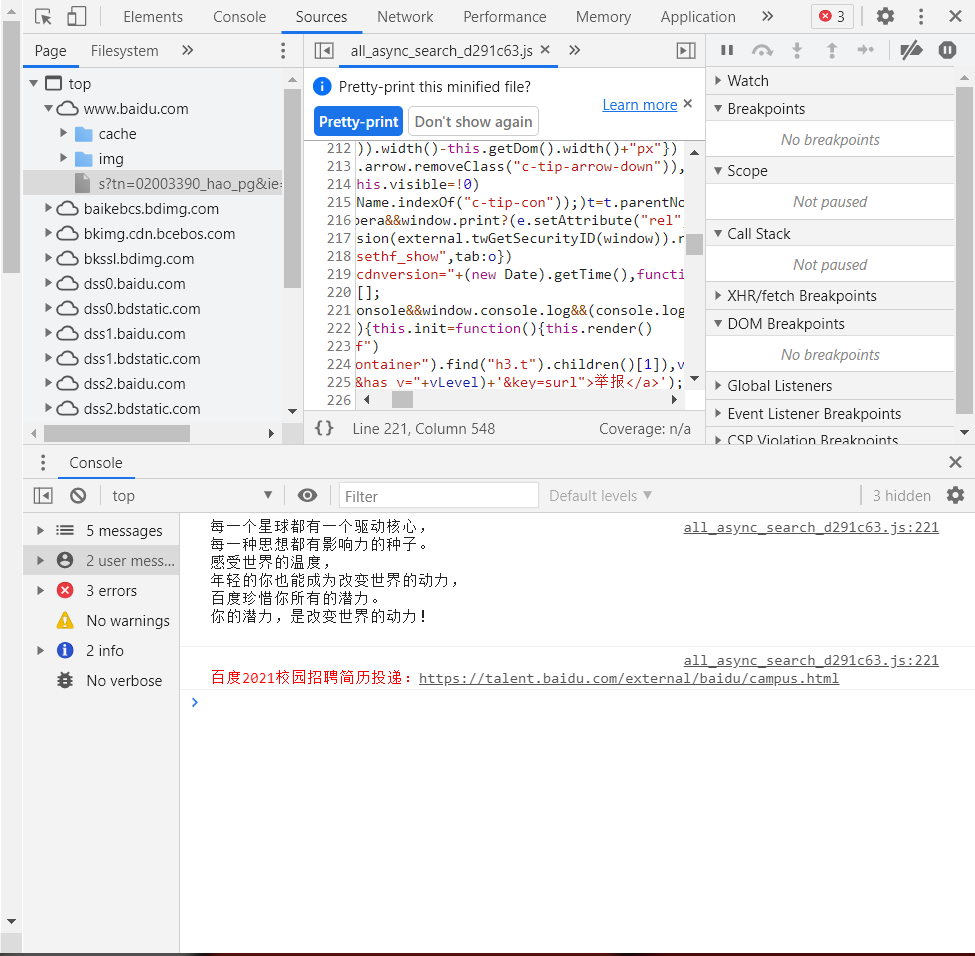 Elements Console Sources Network Performance Memory Application » 3
Page Filesystem » all_async_search_d291c63.js × »
top
www.baidu.com
cache
img
s?tn=02003390_hao_pg&ie=
baikebcs.bdimg.com
bkimg.cdn.bcebos.com
bkssl.bdimg.com
dss0.baidu.com
dss0.bdstatic.com
dss1.baidu.com
dss1.bdstatic.com
dss2.baidu.com
dss2.bdstatic.com
Pretty-print this minified file?
Learn more
Pretty-print Don't show again
212 )).width()-this.getDom().width()+"px"})
213 .arrow.removeClass("c-tip-arrow-down")),
214 his.visible=!0)
215 Name.indexOf("c-tip-con"));)t=t.parentNo
216 pera&&window.print?(e.setAttribute("rel"
217 sion(external.twGetSecurityID(window)).r
218 sethf_show",tab:o})
219 cdnversion="+(new Date).getTime(),functi
220 [];
221 onsole&&window.console.log&&(console.log
222 ){this.init=function(){this.render()
223 f")
224 ontainer").find("h3.t").children()[1]),v
225 &has_v="+vLevel)+'&key=surl">举报</a>');
226
{} Line 221, Column 548 Coverage: n/a
Watch
Breakpoints
No breakpoints
Scope
Not paused
Call Stack
Not paused
XHR/fetch Breakpoints
DOM Breakpoints
No breakpoints
Global Listeners
Event Listener Breakpoints
CSP Violation Breakpoints
Console
top Filter Default levels 3 hidden
5 messages
2 user mess...
3 errors
No warnings
2 info
No verbose
每一个星球都有一个驱动核心， all_async_search_d291c63.js:221
每一种思想都有影响力的种子。
感受世界的温度，
年轻的你也能成为改变世界的动力，
百度珍惜你所有的潜力。
你的潜力，是改变世界的动力！
all_async_search_d291c63.js:221
百度2021校园招聘简历投递：https://talent.baidu.com/external/baidu/campus.html